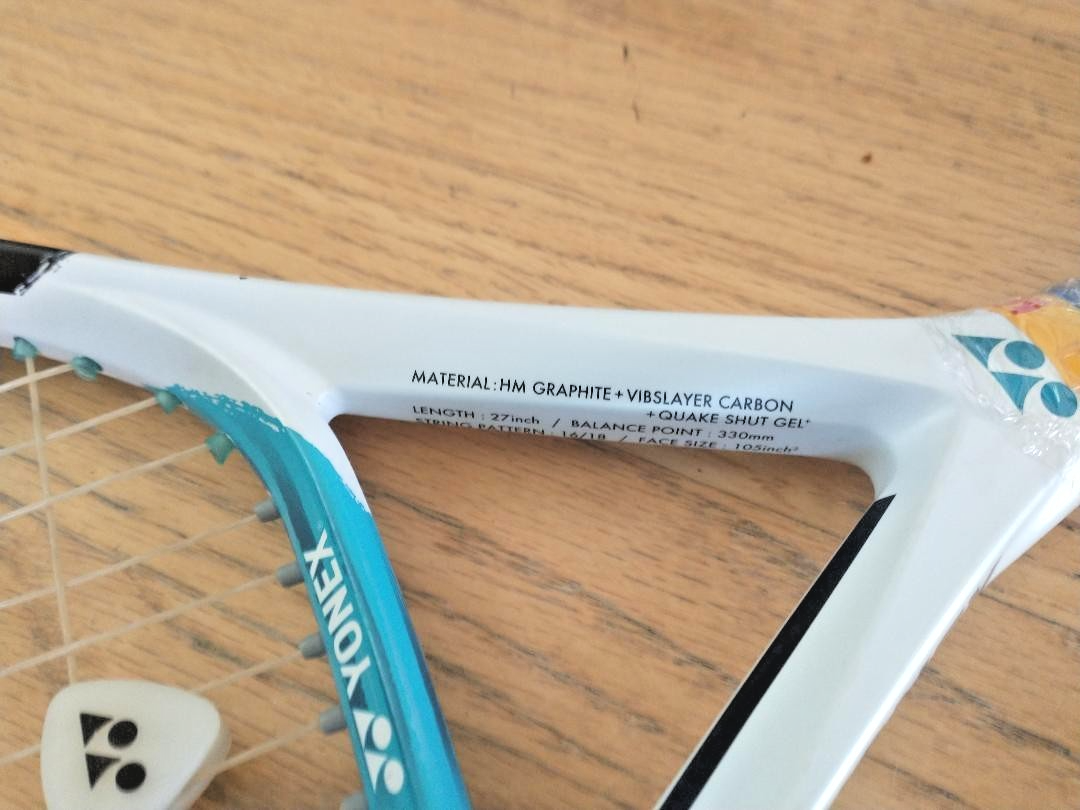 MATERIAL : HM GRAPHITE + VIBSLAYER CARBON
+ QUAKE SHUT GEL+
LENGTH : 27inch / BALANCE POINT : 330mm
STRING PATTERN : 16/18 / FACE SIZE : 105inch²
YONEX